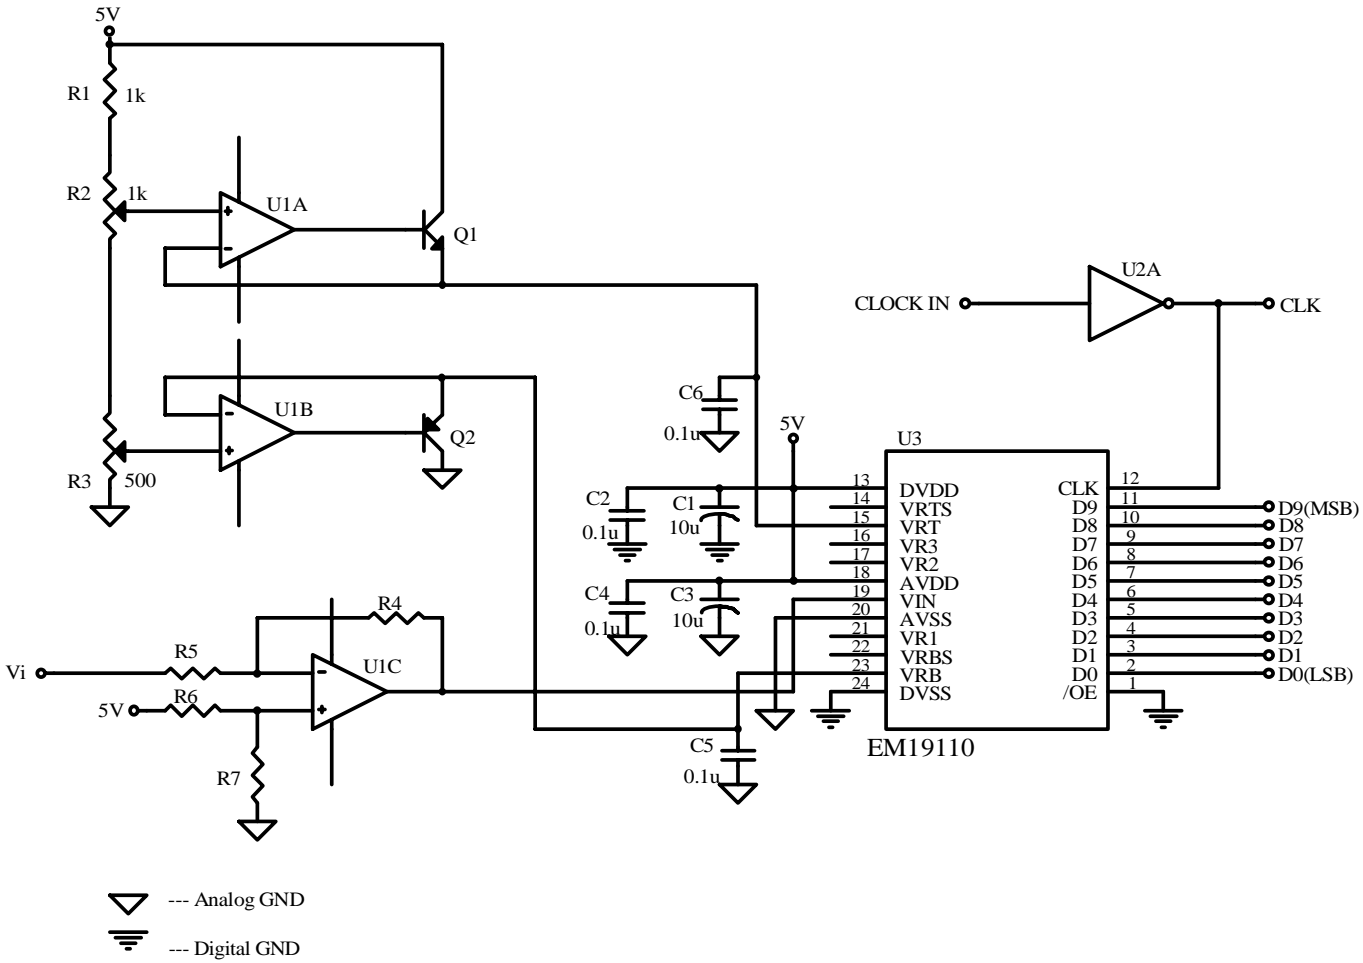 5V
R1 1k
R2 1k
U1A
Q1
U2A
CLOCK IN
CLK
U1B
Q2
R3 500
C6
0.1u
5V
U3
C2
0.1u
C1
10u
C4
0.1u
C3
10u
13 DVDD
14 VRTS
15 VRT
16 VR3
17 VR2
18 AVDD
19 VIN
20 AVSS
21 VR1
22 VRBS
23 VRB
24 DVSS
CLK 12
D9 11 D9(MSB)
D8 10 D8
D7 9 D7
D6 8 D6
D5 7 D5
D4 6 D4
D3 5 D3
D2 4 D2
D1 3 D1
D0 2 D0(LSB)
/OE 1
EM19110
R4
R5
Vi
U1C
R6
5V
R7
C5
0.1u
--- Analog GND
--- Digital GND